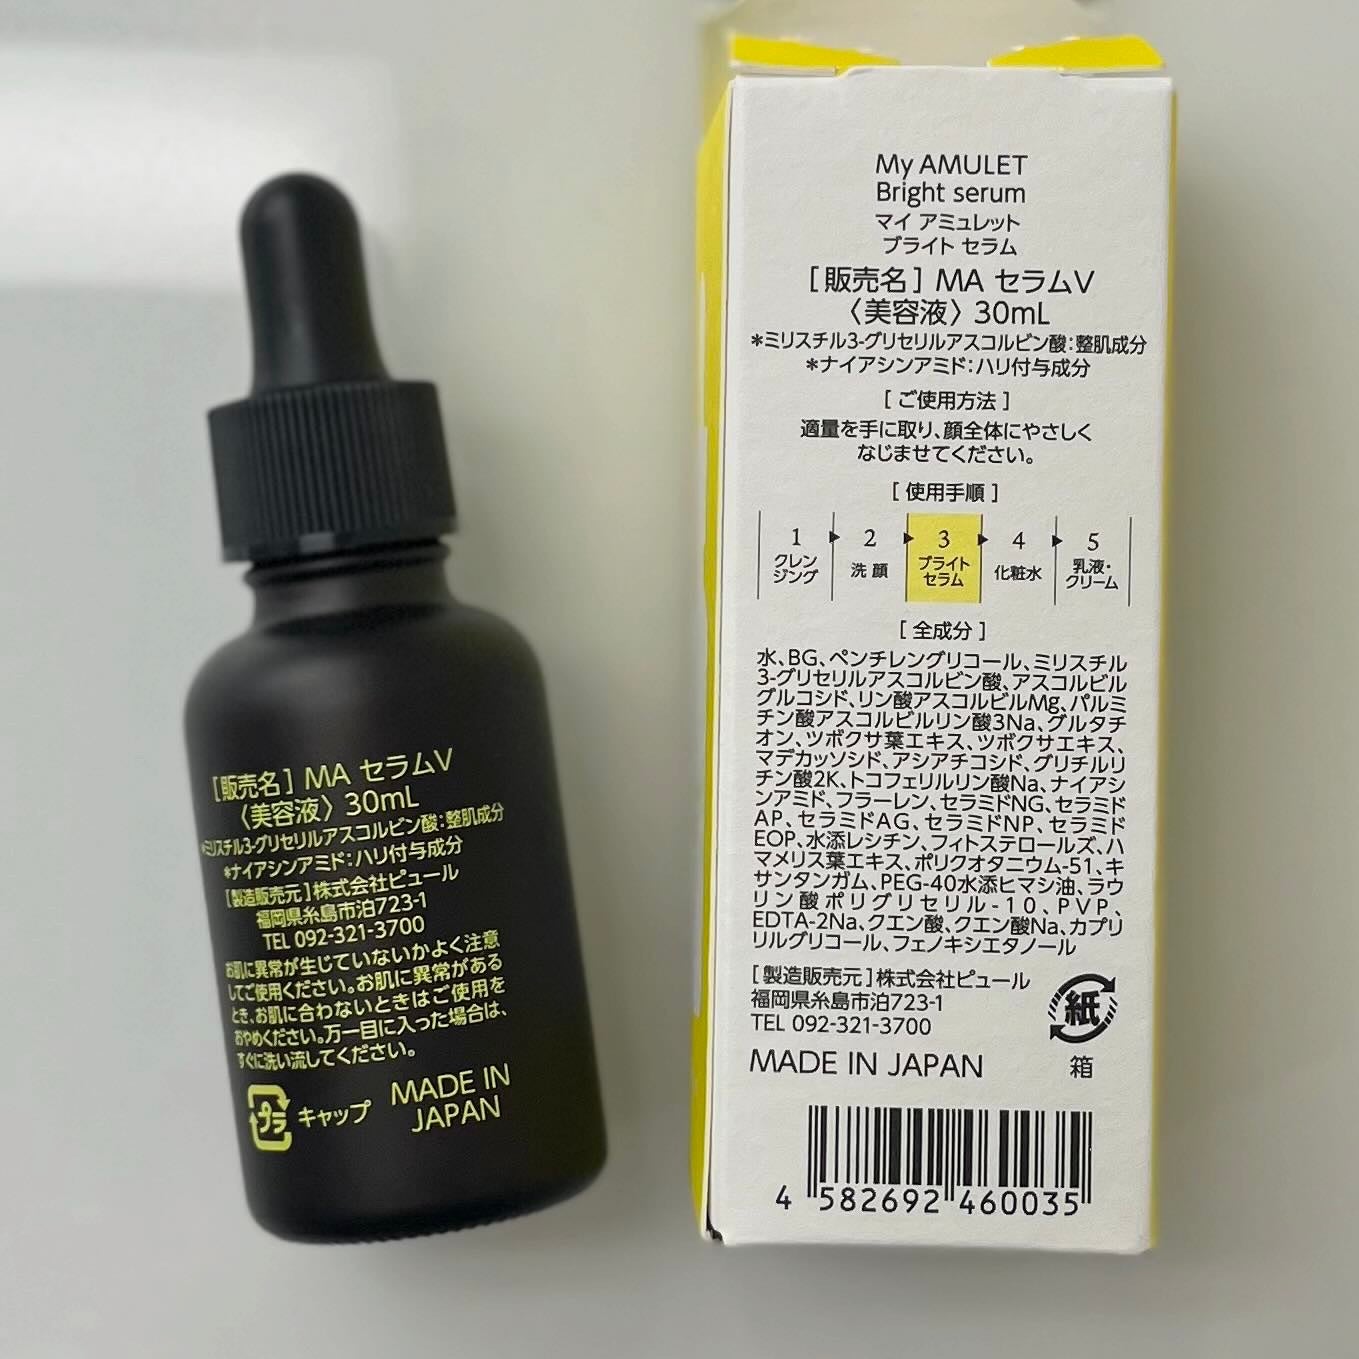 [販売名] MA セラムV
〈美容液〉30mL
*ミリスチル3-グリセリルアスコルビン酸:整肌成分
*ナイアシンアミド:ハリ付与成分
[製造販売元]株式会社ピュール
福岡県糸島市泊723-1
TEL 092-321-3700
お肌に異常が生じていないかよく注意
してご使用ください。お肌に異常がある
とき、お肌に合わないときはご使用を
おやめください。万一目に入った場合は、
すぐに洗い流してください。
プラ キャップ
MADE IN
JAPAN
My AMULET
Bright serum
マイ アミュレット
ブライト セラム
[販売名] MA セラムV
〈美容液〉30mL
*ミリスチル3-グリセリルアスコルビン酸:整肌成分
*ナイアシンアミド:ハリ付与成分
[ ご使用方法 ]
適量を手に取り、顔全体にやさしく
なじませてください。
[ 使用手順 ]
1 クレンジング
2 洗顔
3 ブライトセラム
4 化粧水
5 乳液・クリーム
[ 全成分 ]
水、BG、ペンチレングリコール、ミリスチル
3-グリセリルアスコルビン酸、アスコルビル
グルコシド、リン酸アスコルビルMg、パルミ
チン酸アスコルビルリン酸3Na、グルタチ
オン、ツボクサ葉エキス、ツボクサエキス、
マデカッソシド、アシアチコシド、グリチルリ
チン酸2K、トコフェリルリン酸Na、ナイアシ
ンアミド、フラーレン、セラミドNG、セラミド
AP、セラミドAG、セラミドNP、セラミド
EOP、水添レシチン、フィトステロールズ、ハ
マメリス葉エキス、ポリクオタニウム-51、キ
サンタンガム、PEG-40水添ヒマシ油、ラウ
リン酸ポリグリセリル-10、PVP、
EDTA-2Na、クエン酸、クエン酸Na、カプリ
リルグリコール、フェノキシエタノール
[製造販売元]株式会社ピュール
福岡県糸島市泊723-1
TEL 092-321-3700
MADE IN JAPAN
紙
箱
4 582692 460035